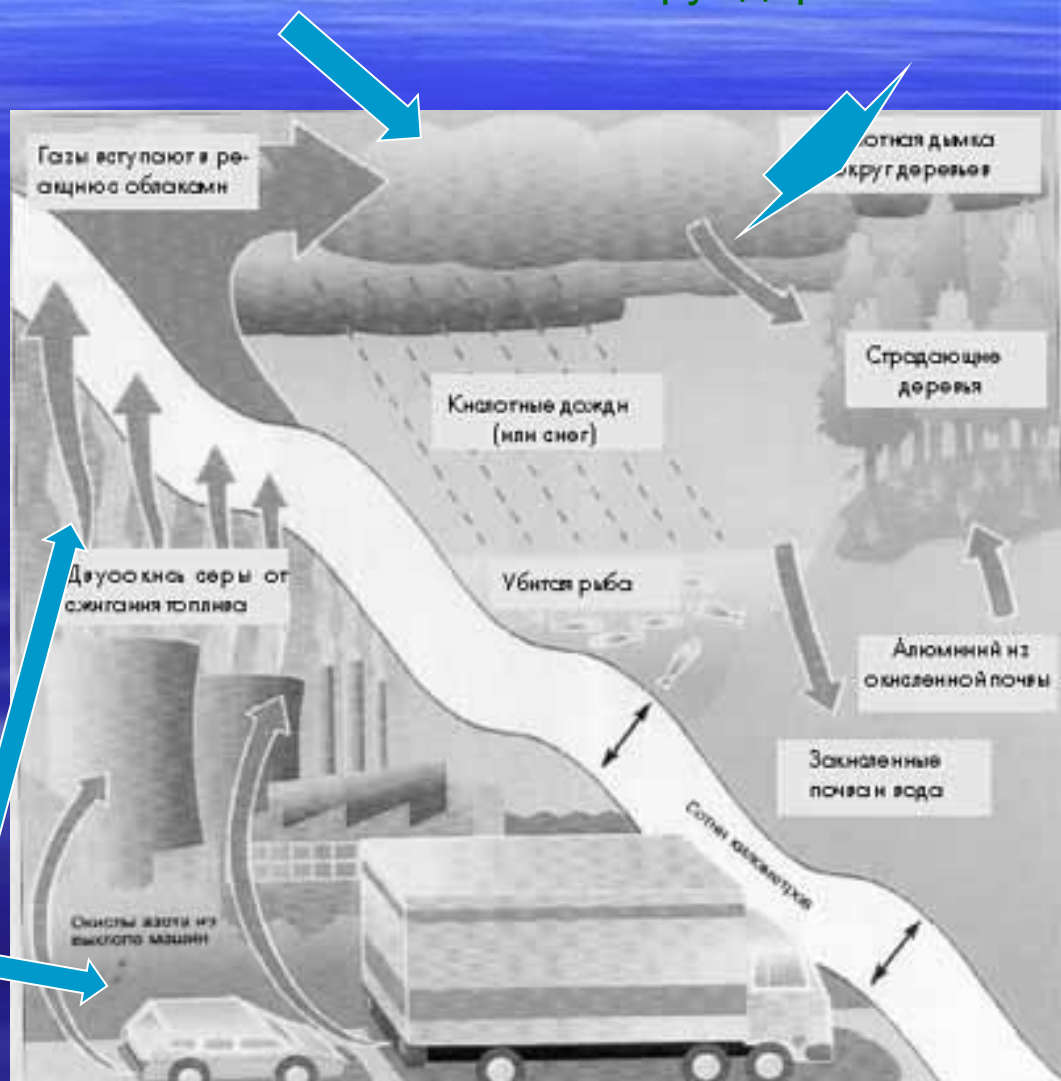 Газы вступают в ре-
акцию с облаками
дымка
деревьев
Страдающие
деревья
Кислотные дожди
(или снег)
Двуокись серы от
сжигания топлива
Убитая рыба
Алюминий из
окисленной почвы
Закисленные
почва и вода
Сотни километров
Окислы азота из
выхлопа машин